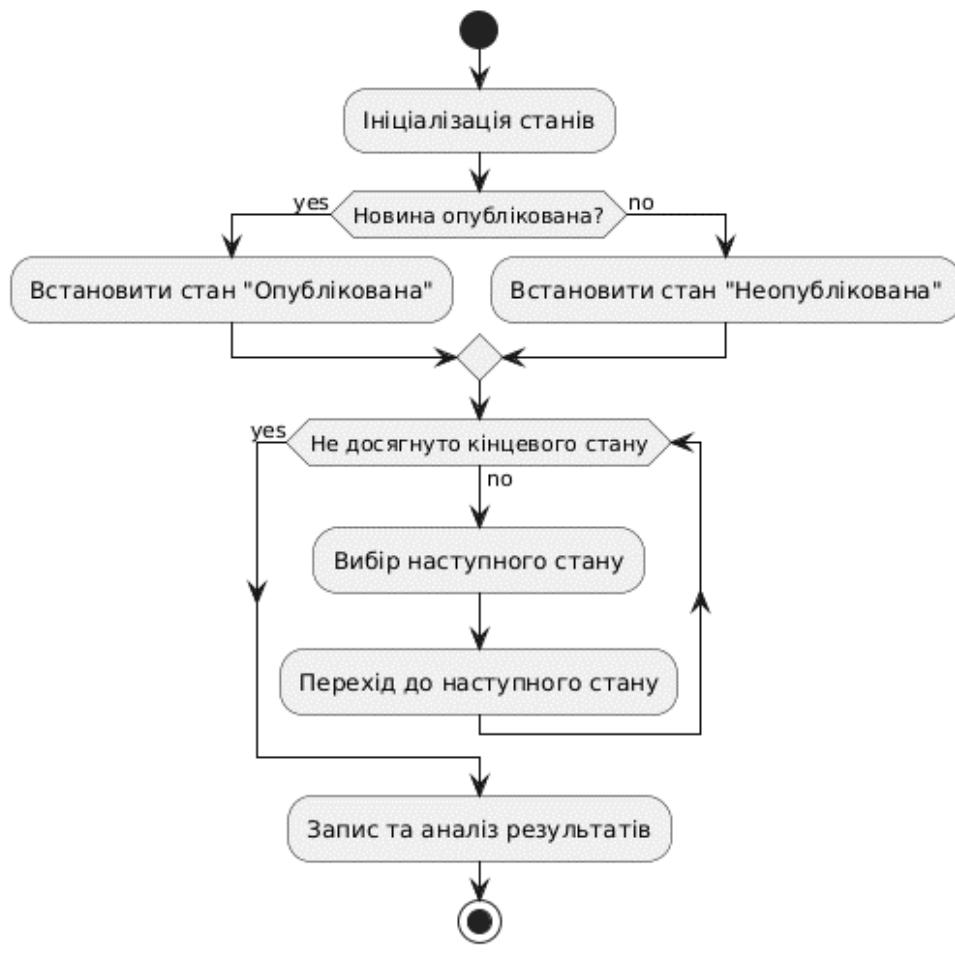 Ініціалізація станів
yes
Новина опублікована?
no
Встановити стан "Опублікована"
Встановити стан "Неопублікована"
yes
Не досягнуто кінцевого стану
no
Вибір наступного стану
Перехід до наступного стану
Запис та аналіз результатів